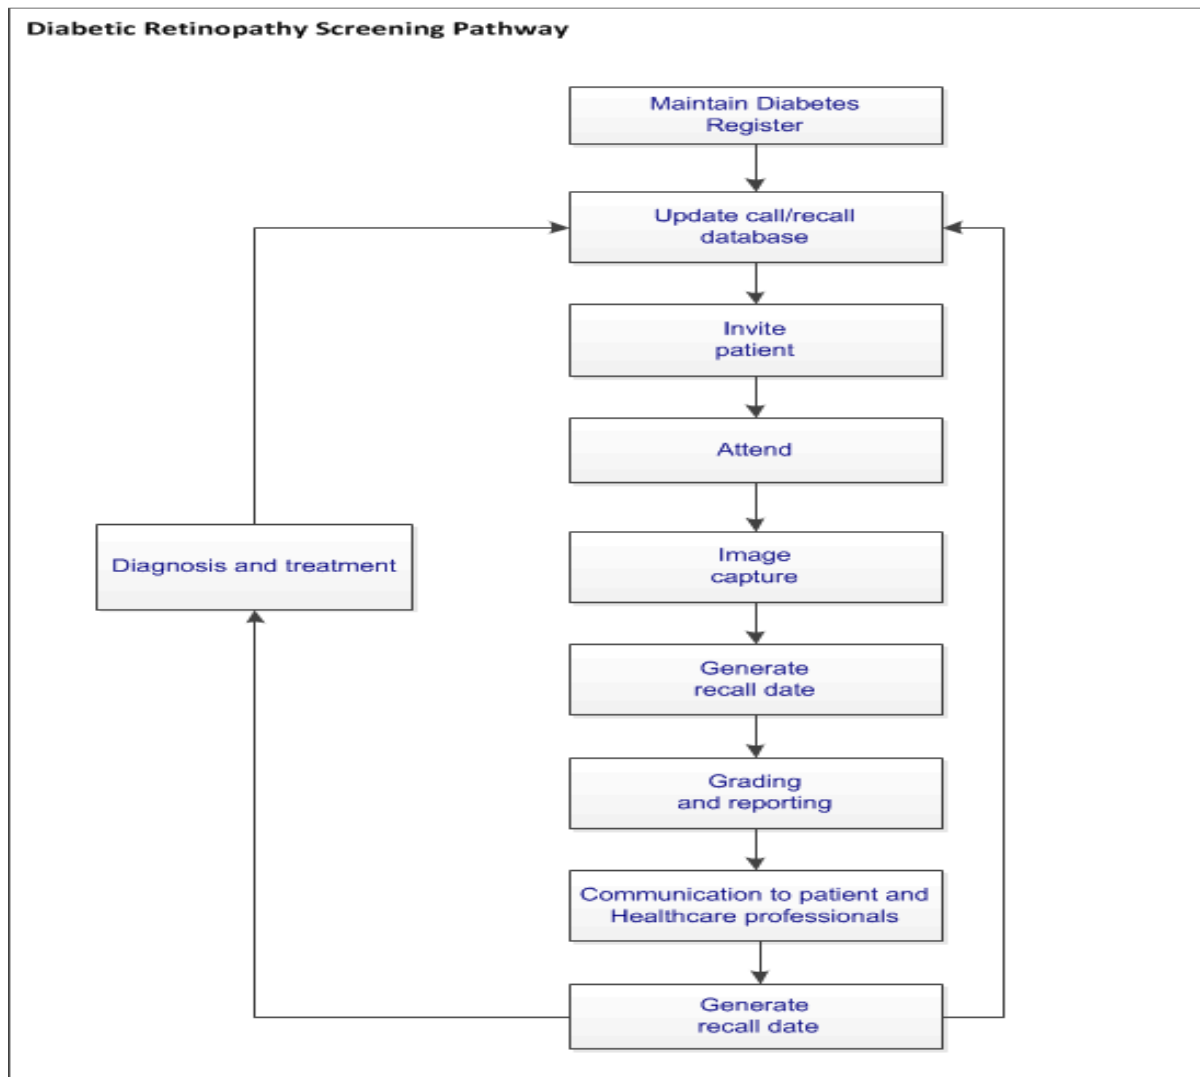 Diabetic Retinopathy Screening Pathway
Maintain Diabetes
Register
Update call/recall
database
Invite
patient
Attend
Diagnosis and treatment
Image
capture
Generate
recall date
Grading
and reporting
Communication to patient and
Healthcare professionals
Generate
recall date